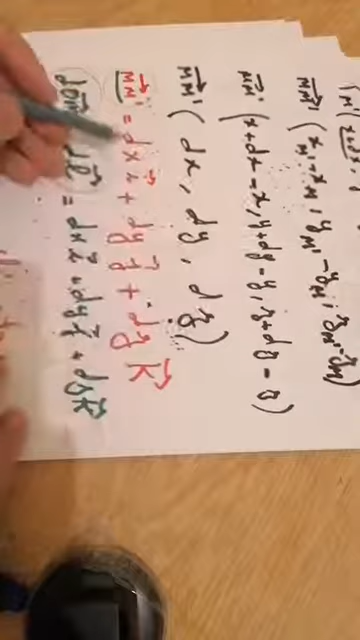 MM'→ (x_M' - x_M, y_M' - y_M, z_M' - z_M)
MM'→ (x+dx-x, y+dy-y, z+dz-z)
MM'→ (dx, dy, dz)
MM'→ = dx i→ + dy j→ + dz k→
dOM→ dl→ = dx i→ + dy j→ + dz k→